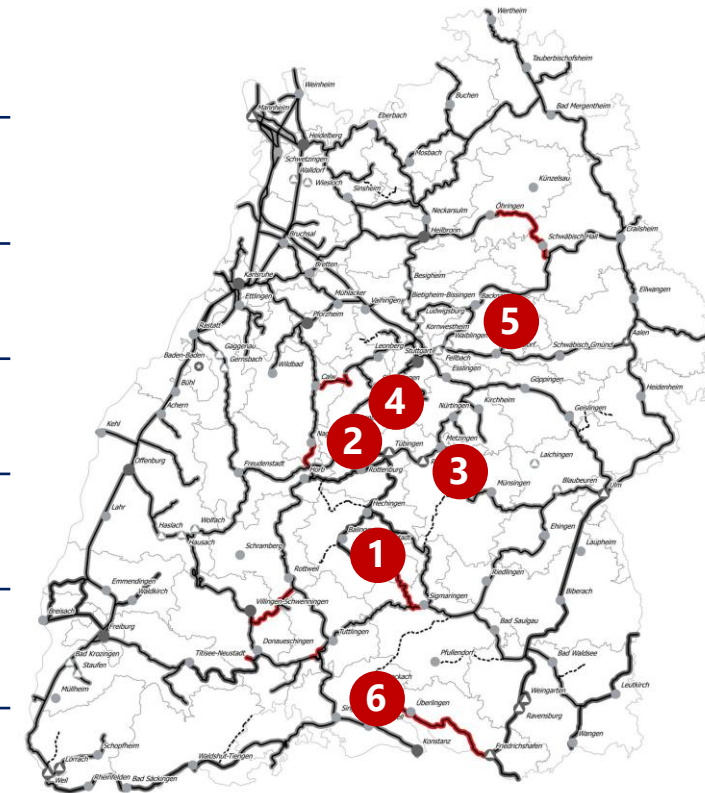 Wertheim
Tauberbischofsheim
Weinheim
Buchen
Bad Mergentheim
Mannheim
Eberbach
Heidelberg
Schwetzingen
Mosbach
Walldorf
Wiesloch
Künzelsau
Sinsheim
Neckarsulm
Öhringen
Heilbronn
Schwäbisch Hall
Crailsheim
Bruchsal
Bretten
Besigheim
Karlsruhe
Ettlingen
Mühlacker
Vaihingen
Bietigheim-Bissingen
Ellwangen
Pforzheim
Ludwigsburg
Kornwestheim
5
Rastatt
Waiblingen
Aalen
Gaggenau
Leonberg
Stuttgart
Fellbach
Schwäbisch Gmünd
Baden-Baden
Gernsbach
Wildbad
Esslingen
Bühl
Göppingen
Heidenheim
Achern
4
Nürtingen
Kirchheim
Geislingen
Kehl
2
Tübingen
Metzingen
Offenburg
Freudenstadt
Horb
Rottenburg
3
Laichingen
Münsingen
Blaubeuren
Ulm
Lahr
Haslach
Wolfach
Hechingen
Hausach
Ehingen
Schramberg
1
Laupheim
Rottweil
Emmendingen
Waldkirch
Riedlingen
Breisach
Villingen-Schwenningen
Sigmaringen
Biberach
Freiburg
Tuttlingen
Bad Saulgau
Bad Krozingen
Titisee-Neustadt
Donaueschingen
Staufen
Pfullendorf
Bad Waldsee
Müllheim
6
Überlingen
Weingarten
Leutkirch
Ravensburg
Konstanz
Wangen
Schopfheim
Friedrichshafen
Lörrach
Waldshut-Tiengen
Weil
Rheinfelden
Bad Säckingen